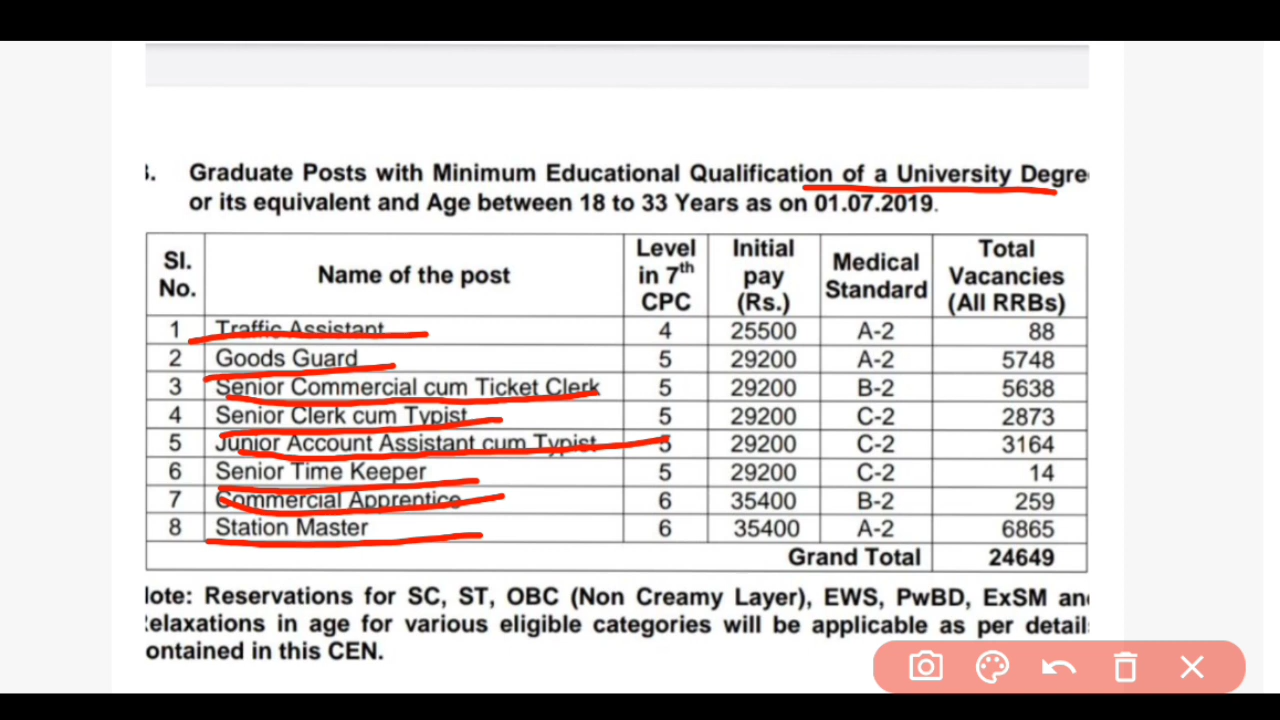 . Graduate Posts with Minimum Educational Qualification of a University Degre
or its equivalent and Age between 18 to 33 Years as on 01.07.2019.
Sl. No. Name of the post Level in 7th CPC Initial pay (Rs.) Medical Standard Total Vacancies (All RRBs)
1 Traffic Assistant 4 25500 A-2 88
2 Goods Guard 5 29200 A-2 5748
3 Senior Commercial cum Ticket Clerk 5 29200 B-2 5638
4 Senior Clerk cum Typist 5 29200 C-2 2873
5 Junior Account Assistant cum Typist 5 29200 C-2 3164
6 Senior Time Keeper 5 29200 C-2 14
7 Commercial Apprentice 6 35400 B-2 259
8 Station Master 6 35400 A-2 6865
Grand Total 24649
ote: Reservations for SC, ST, OBC (Non Creamy Layer), EWS, PwBD, ExSM an
elaxations in age for various eligible categories will be applicable as per detail
ontained in this CEN.